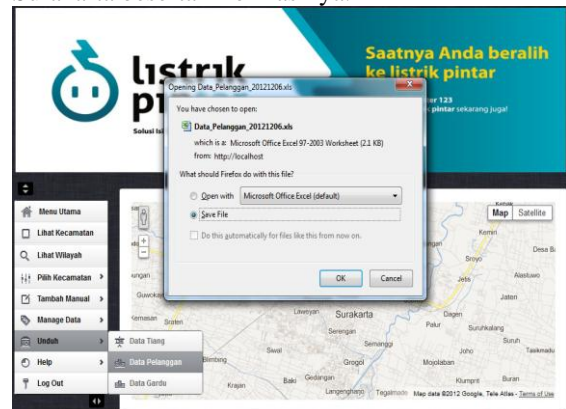 listrik
Saatnya Anda beralih
ke listrik pintar
123
pintar sekarang juga!
Opening Data_Pelanggan_20121206.xls
You have chosen to open:
Data_Pelanggan_20121206.xls
which is a: Microsoft Office Excel 97-2003 Worksheet (2.1 KB)
from: http://localhost
What should Firefox do with this file?
Open with Microsoft Office Excel (default)
Save File
Do this automatically for files like this from now on.
OK Cancel
Menu Utama
Lihat Kecamatan
Lihat Wilayah
Pilih Kecamatan
Tambah Manual
Manage Data
Unduh
Help
Log Out
Data Tiang
Data Pelanggan
Data Gardu
Map Satellite
Kemiri
Desa
Sroyo
Jetis
Alastuwo
Jaten
Laweyan
Surakarta
Dagen
Serengan
Palur
Suruhkalang
Semanggi
Suruh
Siwal
Joho
Grogol
Mojolaban
Blimbing
Gedangan
Baki
Krajan
Langenharjo
Tegalmade
Klumprit
Buran
Map data ©2012 Google, Tele Atlas - Terms of Use